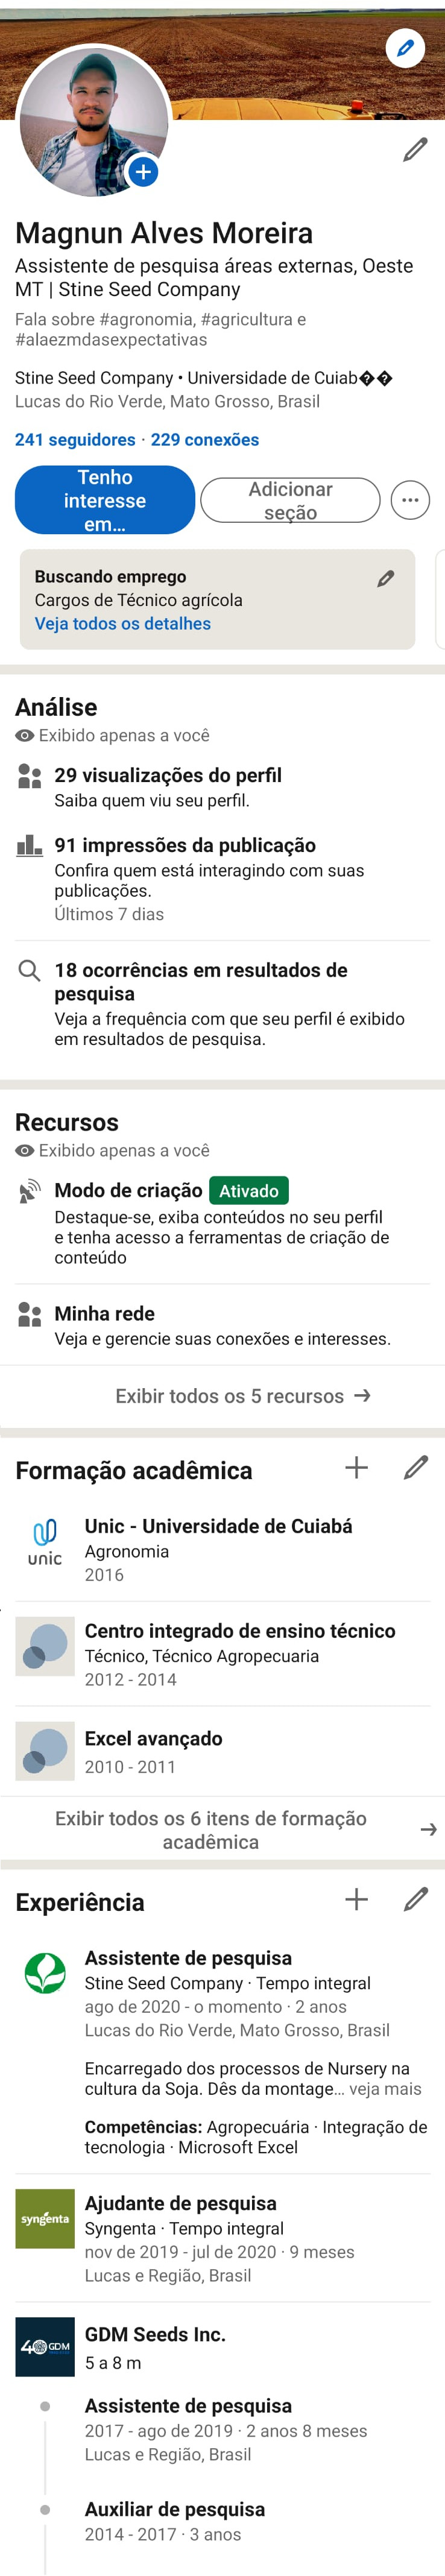 Magnun Alves Moreira
Assistente de pesquisa áreas externas, Oeste
MT | Stine Seed Company
Fala sobre #agronomia, #agricultura e
#alaezmdasexpectativas
Stine Seed Company • Universidade de Cuiab��
Lucas do Rio Verde, Mato Grosso, Brasil
241 seguidores · 229 conexões
Tenho
interesse
em...
Adicionar
seção
Buscando emprego
Cargos de Técnico agrícola
Veja todos os detalhes
Análise
Exibido apenas a você
29 visualizações do perfil
Saiba quem viu seu perfil.
91 impressões da publicação
Confira quem está interagindo com suas
publicações.
Últimos 7 dias
18 ocorrências em resultados de
pesquisa
Veja a frequência com que seu perfil é exibido
em resultados de pesquisa.
Recursos
Exibido apenas a você
Modo de criação Ativado
Destaque-se, exiba conteúdos no seu perfil
e tenha acesso a ferramentas de criação de
conteúdo
Minha rede
Veja e gerencie suas conexões e interesses.
Exibir todos os 5 recursos →
Formação acadêmica
unic
Unic - Universidade de Cuiabá
Agronomia
2016
Centro integrado de ensino técnico
Técnico, Técnico Agropecuaria
2012 - 2014
Excel avançado
2010 - 2011
Exibir todos os 6 itens de formação
acadêmica →
Experiência
Assistente de pesquisa
Stine Seed Company · Tempo integral
ago de 2020 - o momento · 2 anos
Lucas do Rio Verde, Mato Grosso, Brasil
Encarregado dos processos de Nursery na
cultura da Soja. Dês da montage... veja mais
Competências: Agropecuária · Integração de
tecnologia · Microsoft Excel
syngenta
Ajudante de pesquisa
Syngenta · Tempo integral
nov de 2019 - jul de 2020 · 9 meses
Lucas e Região, Brasil
40 GDM
GDM Seeds Inc.
5 a 8 m
Assistente de pesquisa
2017 - ago de 2019 · 2 anos 8 meses
Lucas e Região, Brasil
Auxiliar de pesquisa
2014 - 2017 · 3 anos